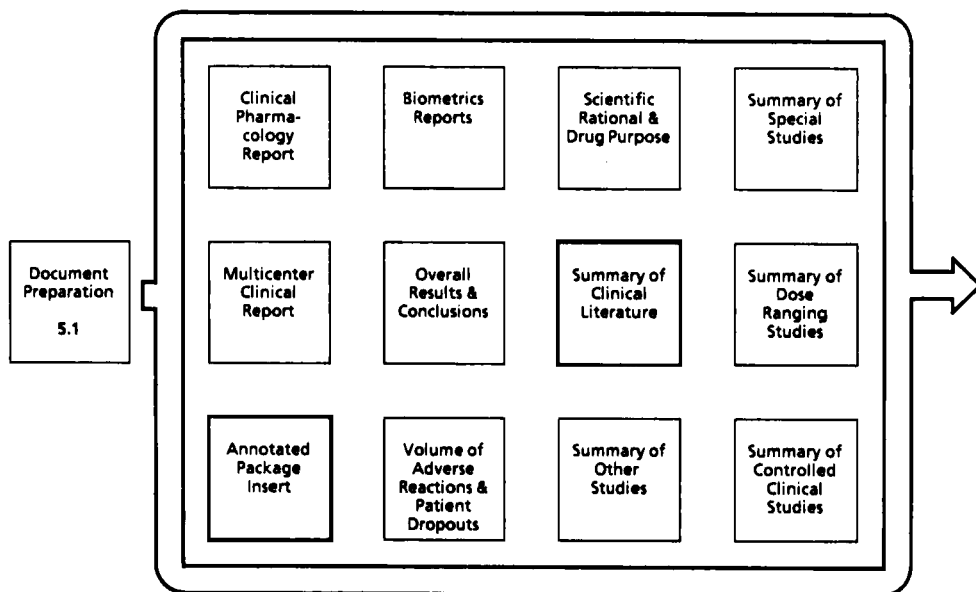 Document
Preparation
5.1
Clinical
Pharma-
cology
Report
Biometrics
Reports
Scientific
Rational &
Drug Purpose
Summary of
Special
Studies
Multicenter
Clinical
Report
Overall
Results &
Conclusions
Summary of
Clinical
Literature
Summary of
Dose
Ranging
Studies
Annotated
Package
Insert
Volume of
Adverse
Reactions &
Patient
Dropouts
Summary of
Other
Studies
Summary of
Controlled
Clinical
Studies